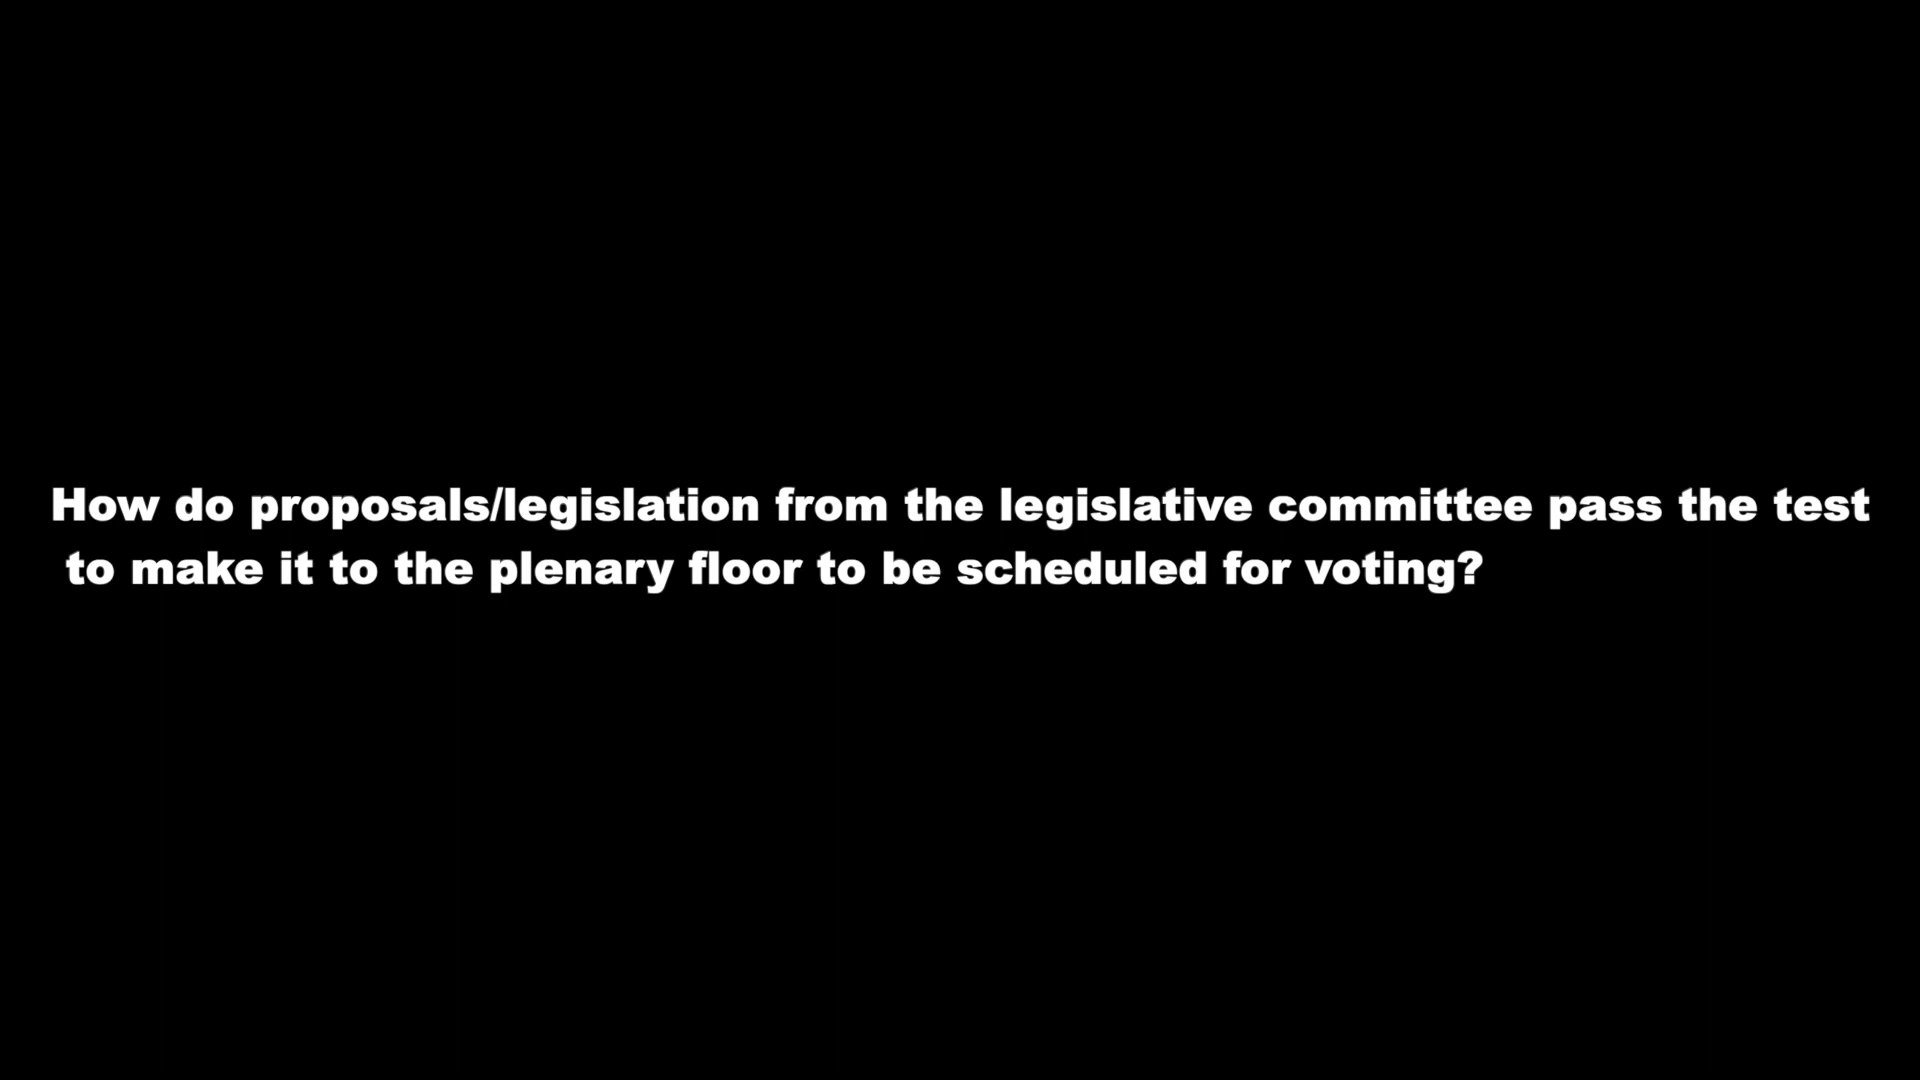 How do proposals/legislation from the legislative committee pass the test
to make it to the plenary floor to be scheduled for voting?